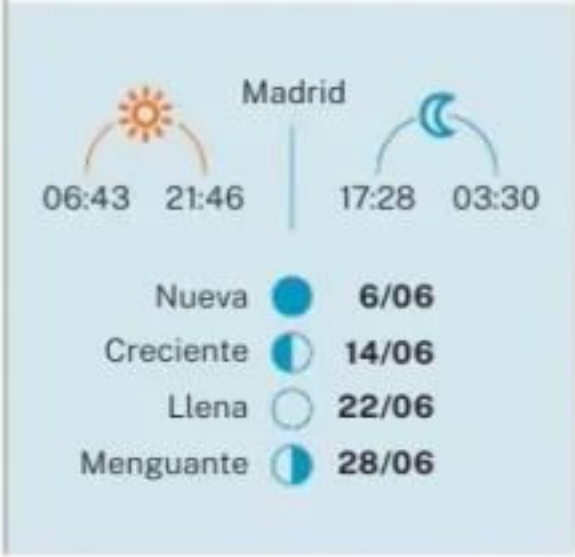 Madrid
06:43 21:46 17:28 03:30
Nueva 6/06
Creciente 14/06
Llena 22/06
Menguante 28/06